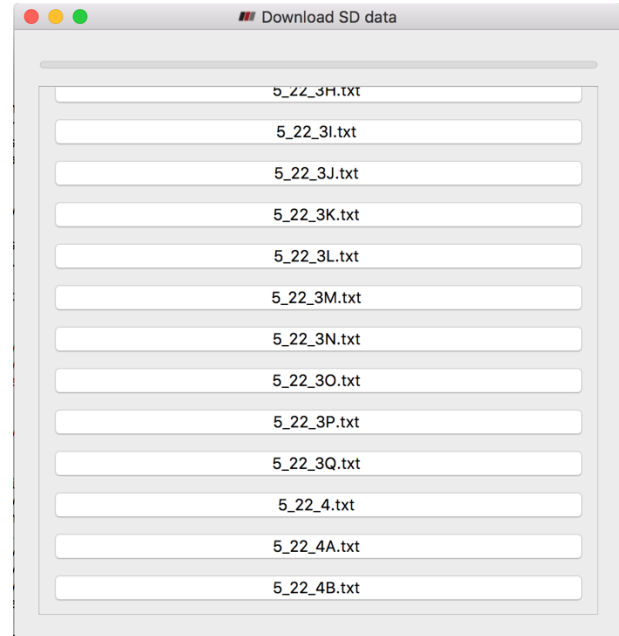 Download SD data
5_22_3H.txt
5_22_3I.txt
5_22_3J.txt
5_22_3K.txt
5_22_3L.txt
5_22_3M.txt
5_22_3N.txt
5_22_3O.txt
5_22_3P.txt
5_22_3Q.txt
5_22_4.txt
5_22_4A.txt
5_22_4B.txt